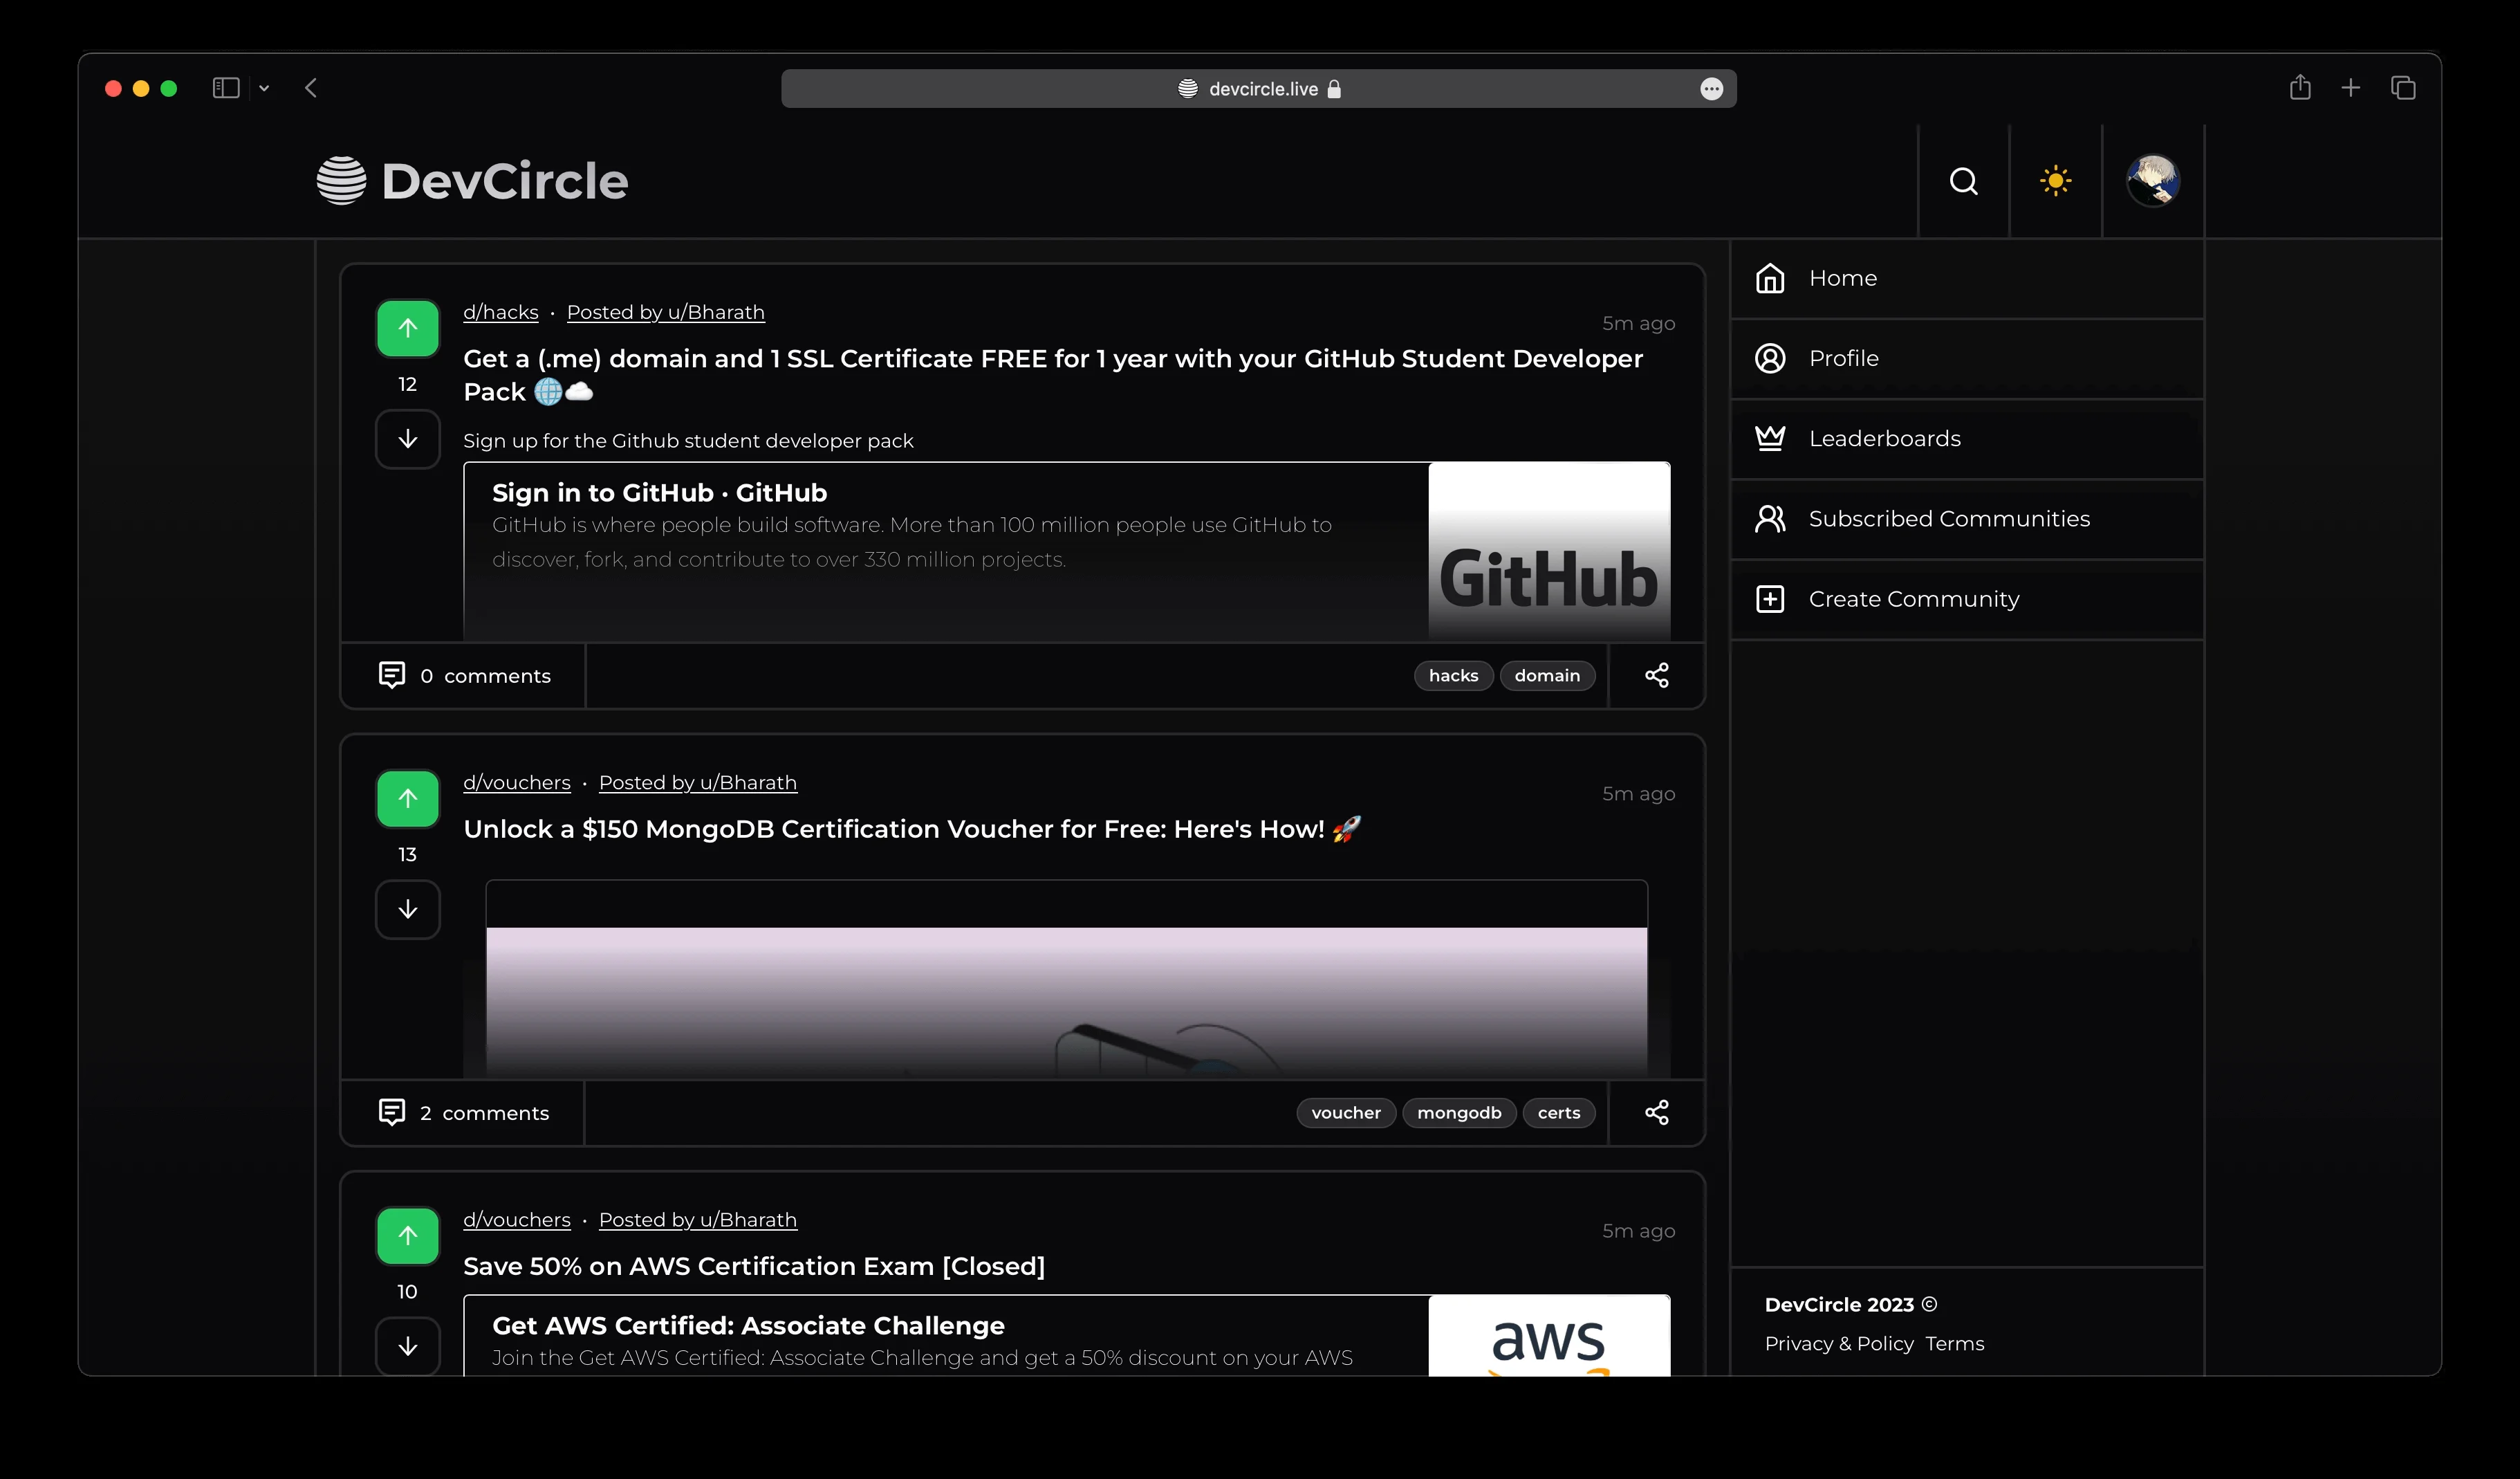 devcircle.live
DevCircle
d/hacks • Posted by u/Bharath
5m ago
Get a (.me) domain and 1 SSL Certificate FREE for 1 year with your GitHub Student Developer
Pack 🌐☁️
12
Sign up for the Github student developer pack
Sign in to GitHub · GitHub
GitHub is where people build software. More than 100 million people use GitHub to
discover, fork, and contribute to over 330 million projects.
GitHub
0 comments
hacks
domain
d/vouchers • Posted by u/Bharath
5m ago
Unlock a $150 MongoDB Certification Voucher for Free: Here's How! 🚀
13
2 comments
voucher
mongodb
certs
d/vouchers • Posted by u/Bharath
5m ago
Save 50% on AWS Certification Exam [Closed]
10
Get AWS Certified: Associate Challenge
Join the Get AWS Certified: Associate Challenge and get a 50% discount on your AWS
aws
Home
Profile
Leaderboards
Subscribed Communities
Create Community
DevCircle 2023 ©
Privacy & Policy Terms